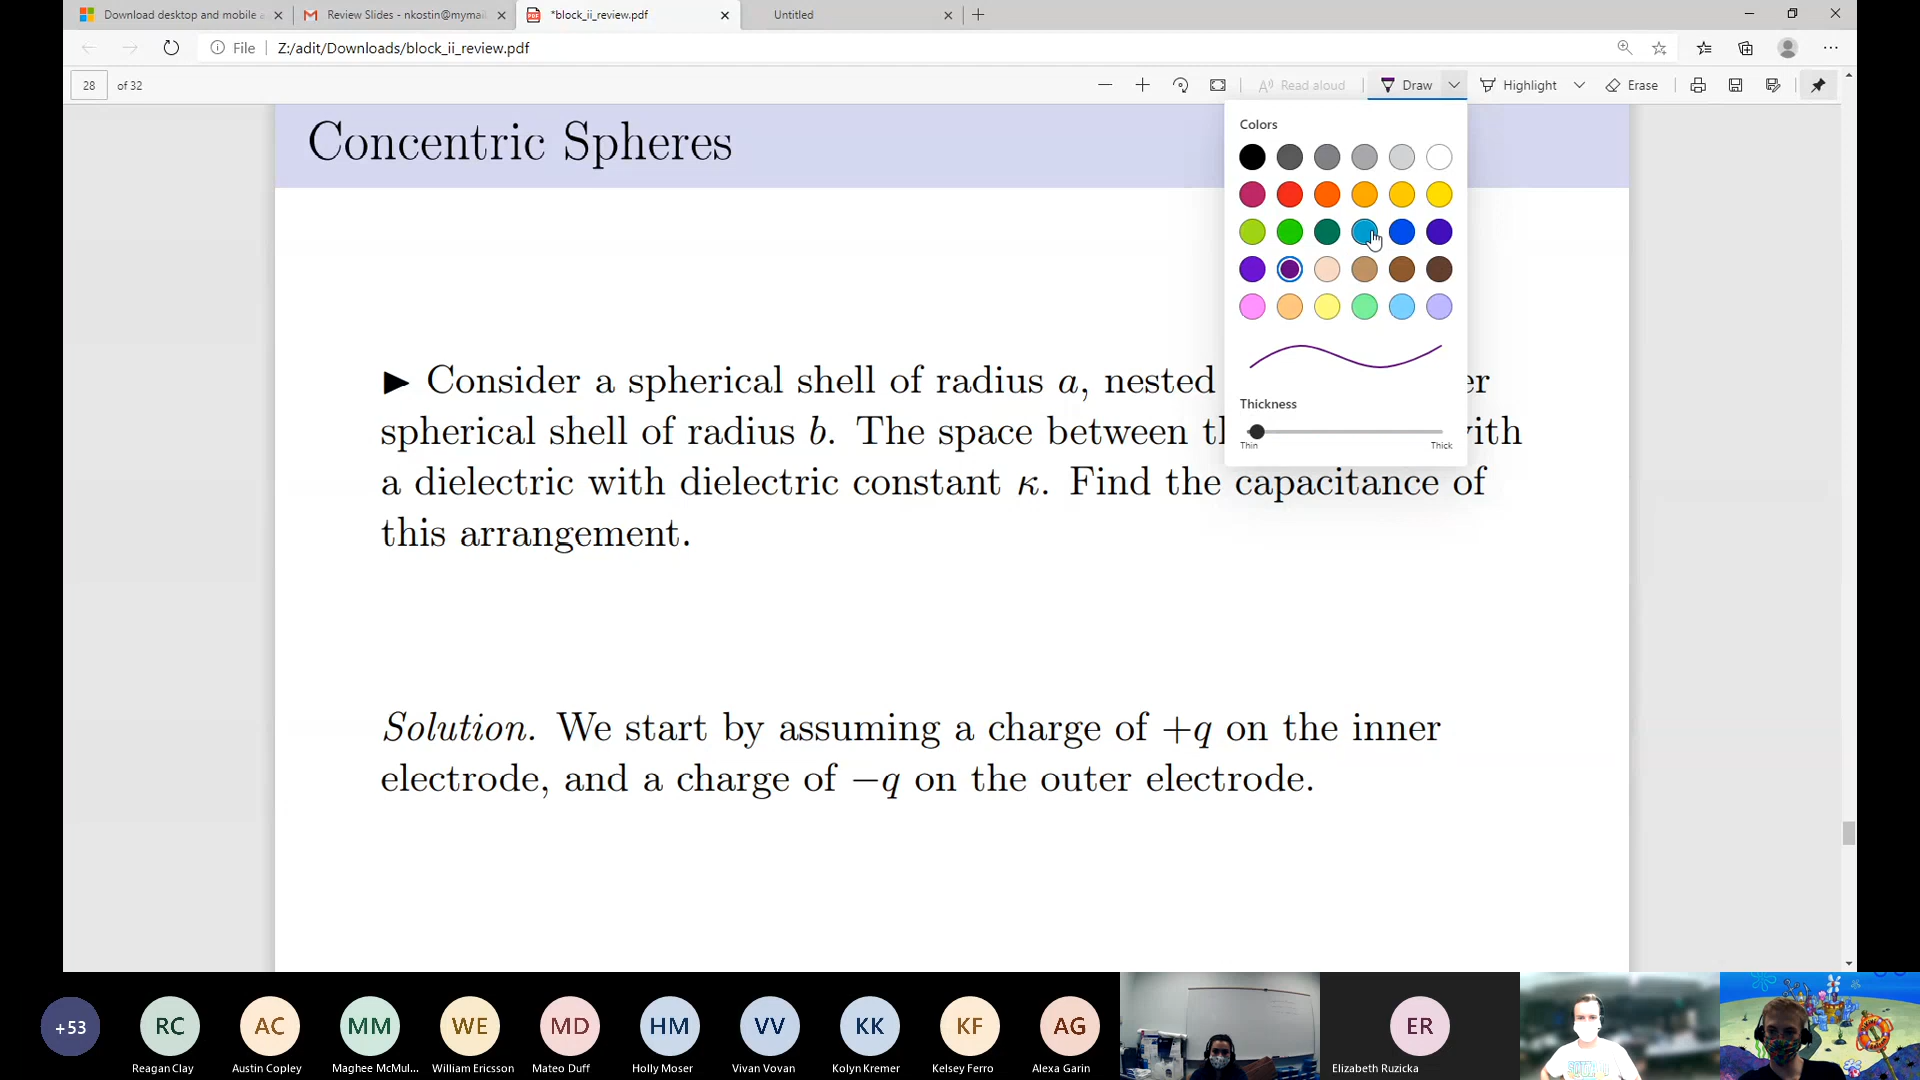 Download desktop and mobile a
Review Slides - nkostin@mymai
*block_ii_review.pdf
Untitled
File
Z:/adit/Downloads/block_ii_review.pdf
28
of 32
Read aloud
Draw
Highlight
Erase
Concentric Spheres
Colors
Thickness
Thin
Thick
▶ Consider a spherical shell of radius a, nested er
spherical shell of radius b. The space between th ith
a dielectric with dielectric constant κ. Find the capacitance of
this arrangement.
Solution. We start by assuming a charge of +q on the inner
electrode, and a charge of −q on the outer electrode.
+53
RC
AC
MM
WE
MD
HM
VV
KK
KF
AG
ER
Reagan Clay
Austin Copley
Maghee McMul...
William Ericsson
Mateo Duff
Holly Moser
Vivan Vovan
Kolyn Kremer
Kelsey Ferro
Alexa Garin
Elizabeth Ruzicka